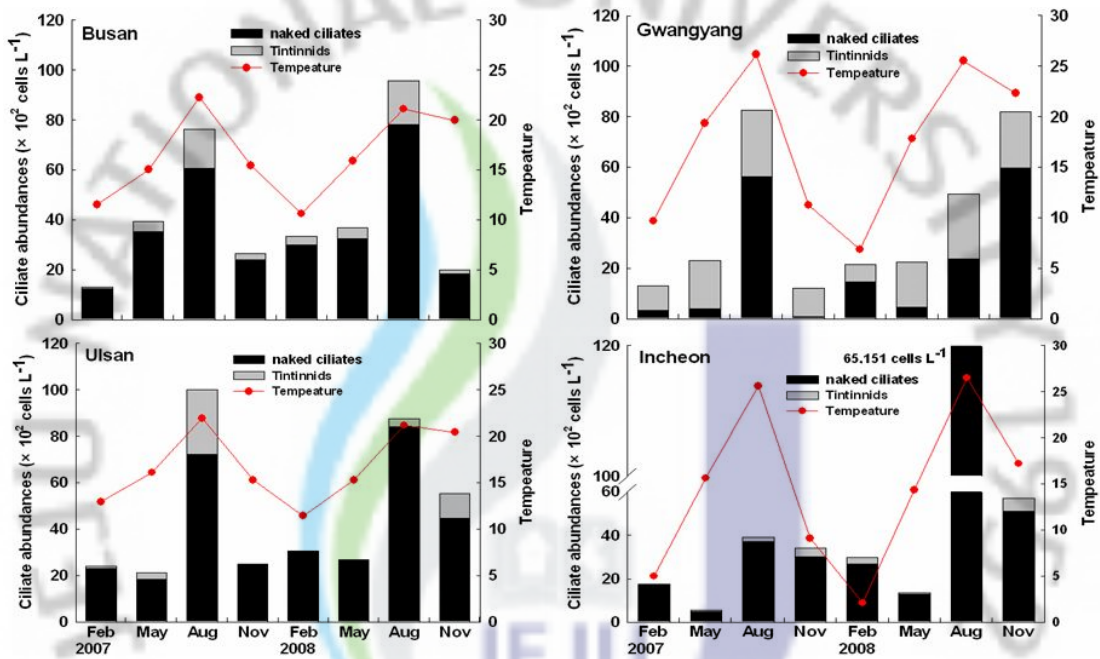 Busan
naked ciliates
Tintinnids
Tempeature
Ciliate abundances (× 10² cells L⁻¹)
120
100
80
60
40
20
0
30
25
20
15
10
5
0
Tempeature
Gwangyang
naked ciliates
Tintinnids
Tempeature
Ciliate abundances (× 10² cells L⁻¹)
120
100
80
60
40
20
0
30
25
20
15
10
5
0
Tempeature
Ulsan
naked ciliates
Tintinnids
Tempeature
Ciliate abundances (× 10² cells L⁻¹)
120
100
80
60
40
20
0
30
25
20
15
10
5
0
Tempeature
Feb May Aug Nov Feb May Aug Nov
2007 2008
Incheon
65.151 cells L⁻¹
naked ciliates
Tintinnids
Tempeature
Ciliate abundances (× 10² cells L⁻¹)
120
100
60
40
20
0
30
25
30
15
10
5
0
Tempeature
Feb May Aug Nov Feb May Aug Nov
2007 2008
NATIONAL UNIVERSITY
JEJU